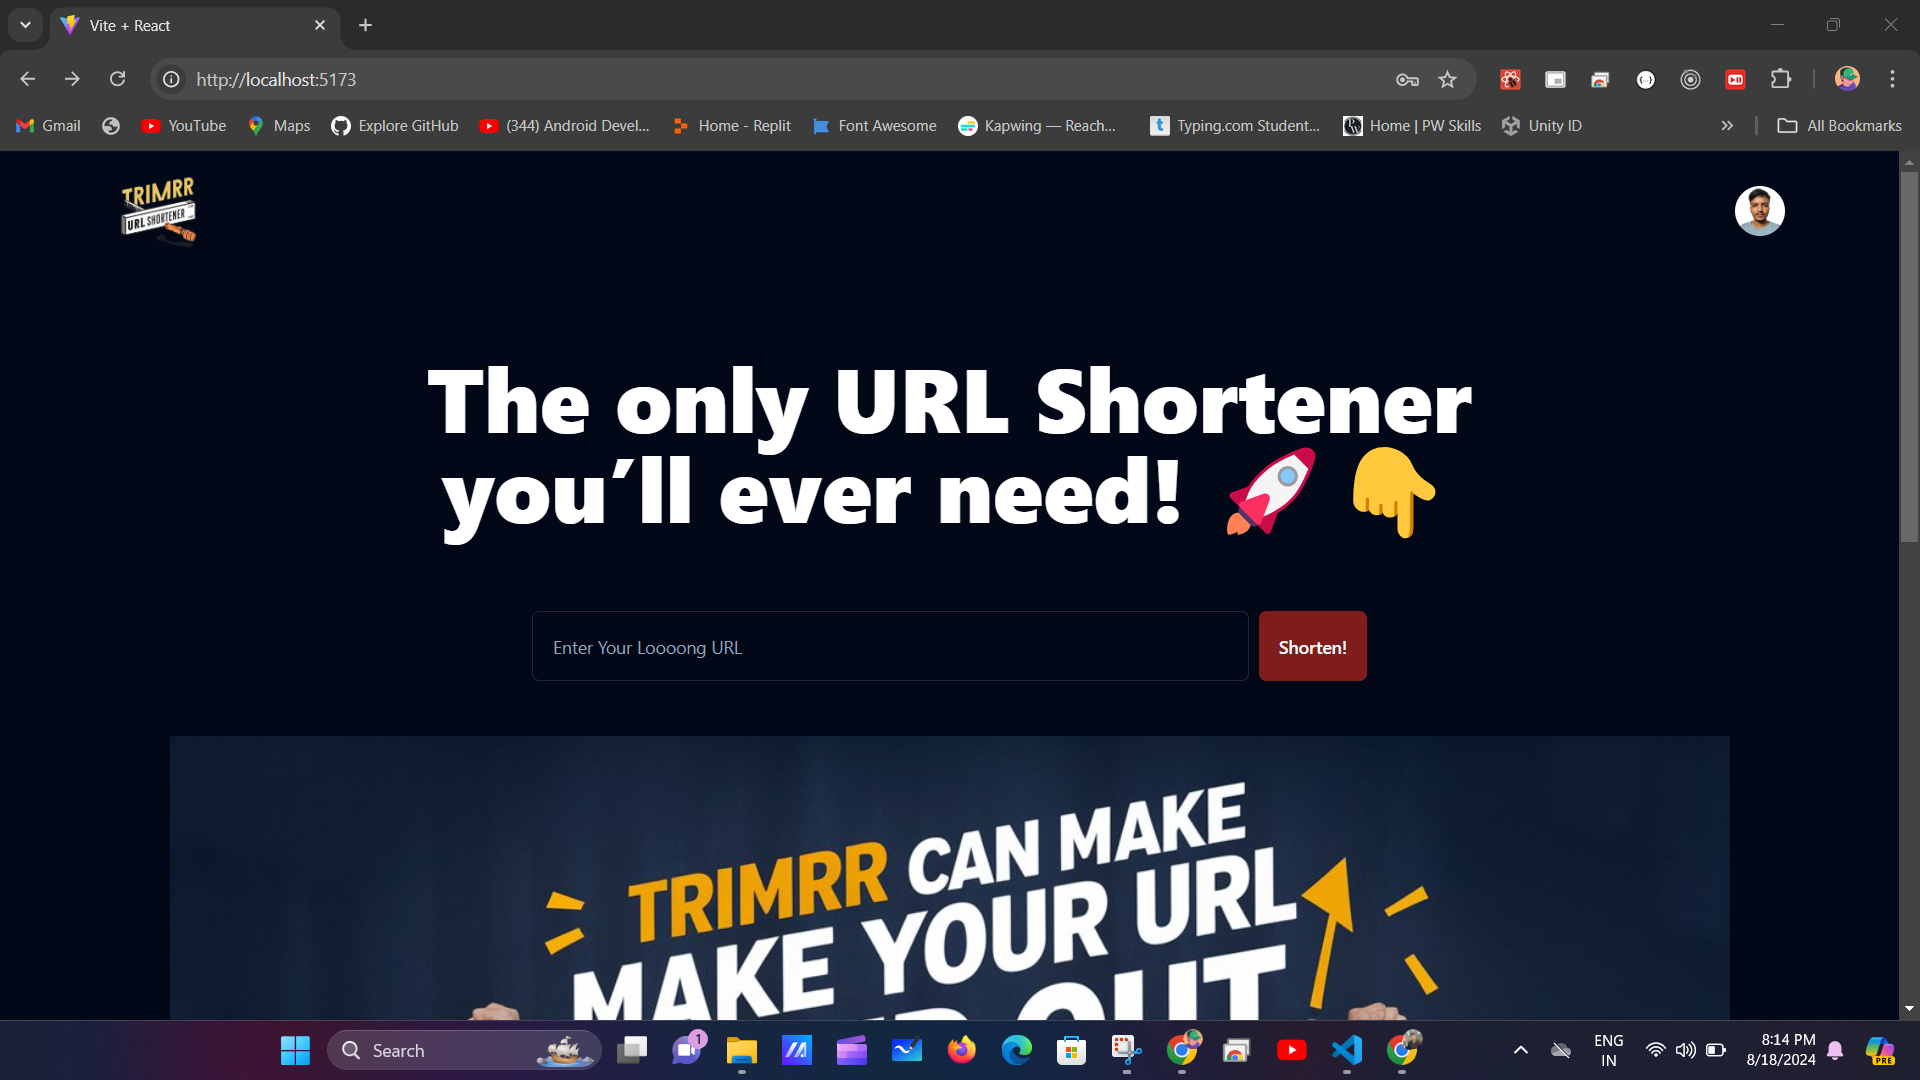 Vite + React
http://localhost:5173
Gmail
YouTube
Maps
Explore GitHub
(344) Android Devel...
Home - Replit
Font Awesome
Kapwing — Reach...
Typing.com Student...
Home | PW Skills
Unity ID
All Bookmarks
TRIMRR
URL SHORTENER
The only URL Shortener
you’ll ever need! 🚀 👇
Enter Your Loooong URL
Shorten!
TRIMRR CAN MAKE
MAKE YOUR URL
OUT
Search
1
ENG
IN
8:14 PM
8/18/2024
PRE